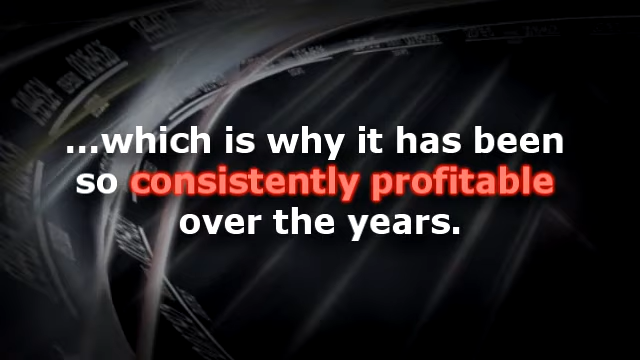 ...which is why it has been
so consistently profitable
over the years.